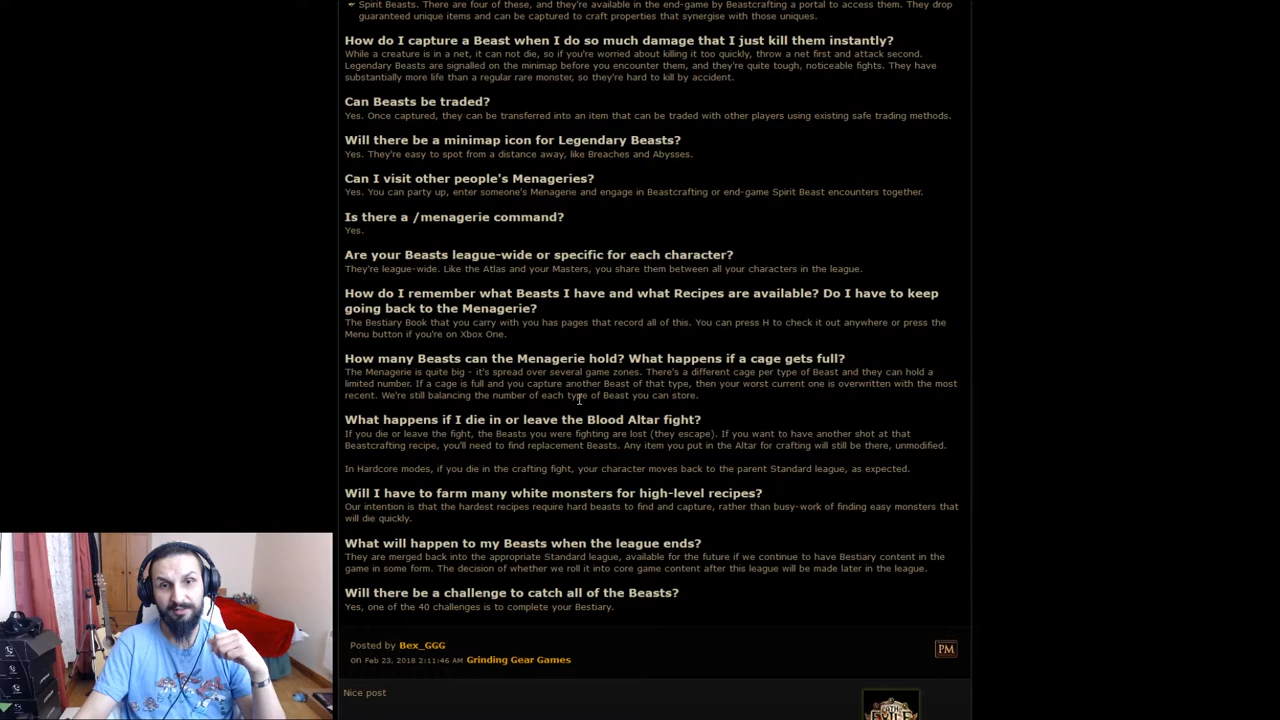 Spirit Beasts. There are four of these, and they're available in the end-game by Beastcrafting a portal to access them. They drop
guaranteed unique items and can be captured to craft properties that synergise with those uniques.
How do I capture a Beast when I do so much damage that I just kill them instantly?
While a creature is in a net, it can not die, so if you're worried about killing it too quickly, throw a net first and attack second.
Legendary Beasts are signalled on the minimap before you encounter them, and they're quite tough, noticeable fights. They have
substantially more life than a regular rare monster, so they're hard to kill by accident.
Can Beasts be traded?
Yes. Once captured, they can be transferred into an item that can be traded with other players using existing safe trading methods.
Will there be a minimap icon for Legendary Beasts?
Yes. They're easy to spot from a distance away, like Breaches and Abysses.
Can I visit other people's Menageries?
Yes. You can party up, enter someone's Menagerie and engage in Beastcrafting or end-game Spirit Beast encounters together.
Is there a /menagerie command?
Yes.
Are your Beasts league-wide or specific for each character?
They're league-wide. Like the Atlas and your Masters, you share them between all your characters in the league.
How do I remember what Beasts I have and what Recipes are available? Do I have to keep
going back to the Menagerie?
The Bestiary Book that you carry with you has pages that record all of this. You can press H to check it out anywhere or press the
Menu button if you're on Xbox One.
How many Beasts can the Menagerie hold? What happens if a cage gets full?
The Menagerie is quite big - it's spread over several game zones. There's a different cage per type of Beast and they can hold a
limited number. If a cage is full and you capture another Beast of that type, then your worst current one is overwritten with the most
recent. We're still balancing the number of each type of Beast you can store.
What happens if I die in or leave the Blood Altar fight?
If you die or leave the fight, the Beasts you were fighting are lost (they escape). If you want to have another shot at that
Beastcrafting recipe, you'll need to find replacement Beasts. Any item you put in the Altar for crafting will still be there, unmodified.
In Hardcore modes, if you die in the crafting fight, your character moves back to the parent Standard league, as expected.
Will I have to farm many white monsters for high-level recipes?
Our intention is that the hardest recipes require hard beasts to find and capture, rather than busy-work of finding easy monsters that
will die quickly.
What will happen to my Beasts when the league ends?
They are merged back into the appropriate Standard league, available for the future if we continue to have Bestiary content in the
game in some form. The decision of whether we roll it into core game content after this league will be made later in the league.
Will there be a challenge to catch all of the Beasts?
Yes, one of the 40 challenges is to complete your Bestiary.
Posted by Bex_GGG
on Feb 23, 2018 2:11:46 AM Grinding Gear Games
PM
Nice post